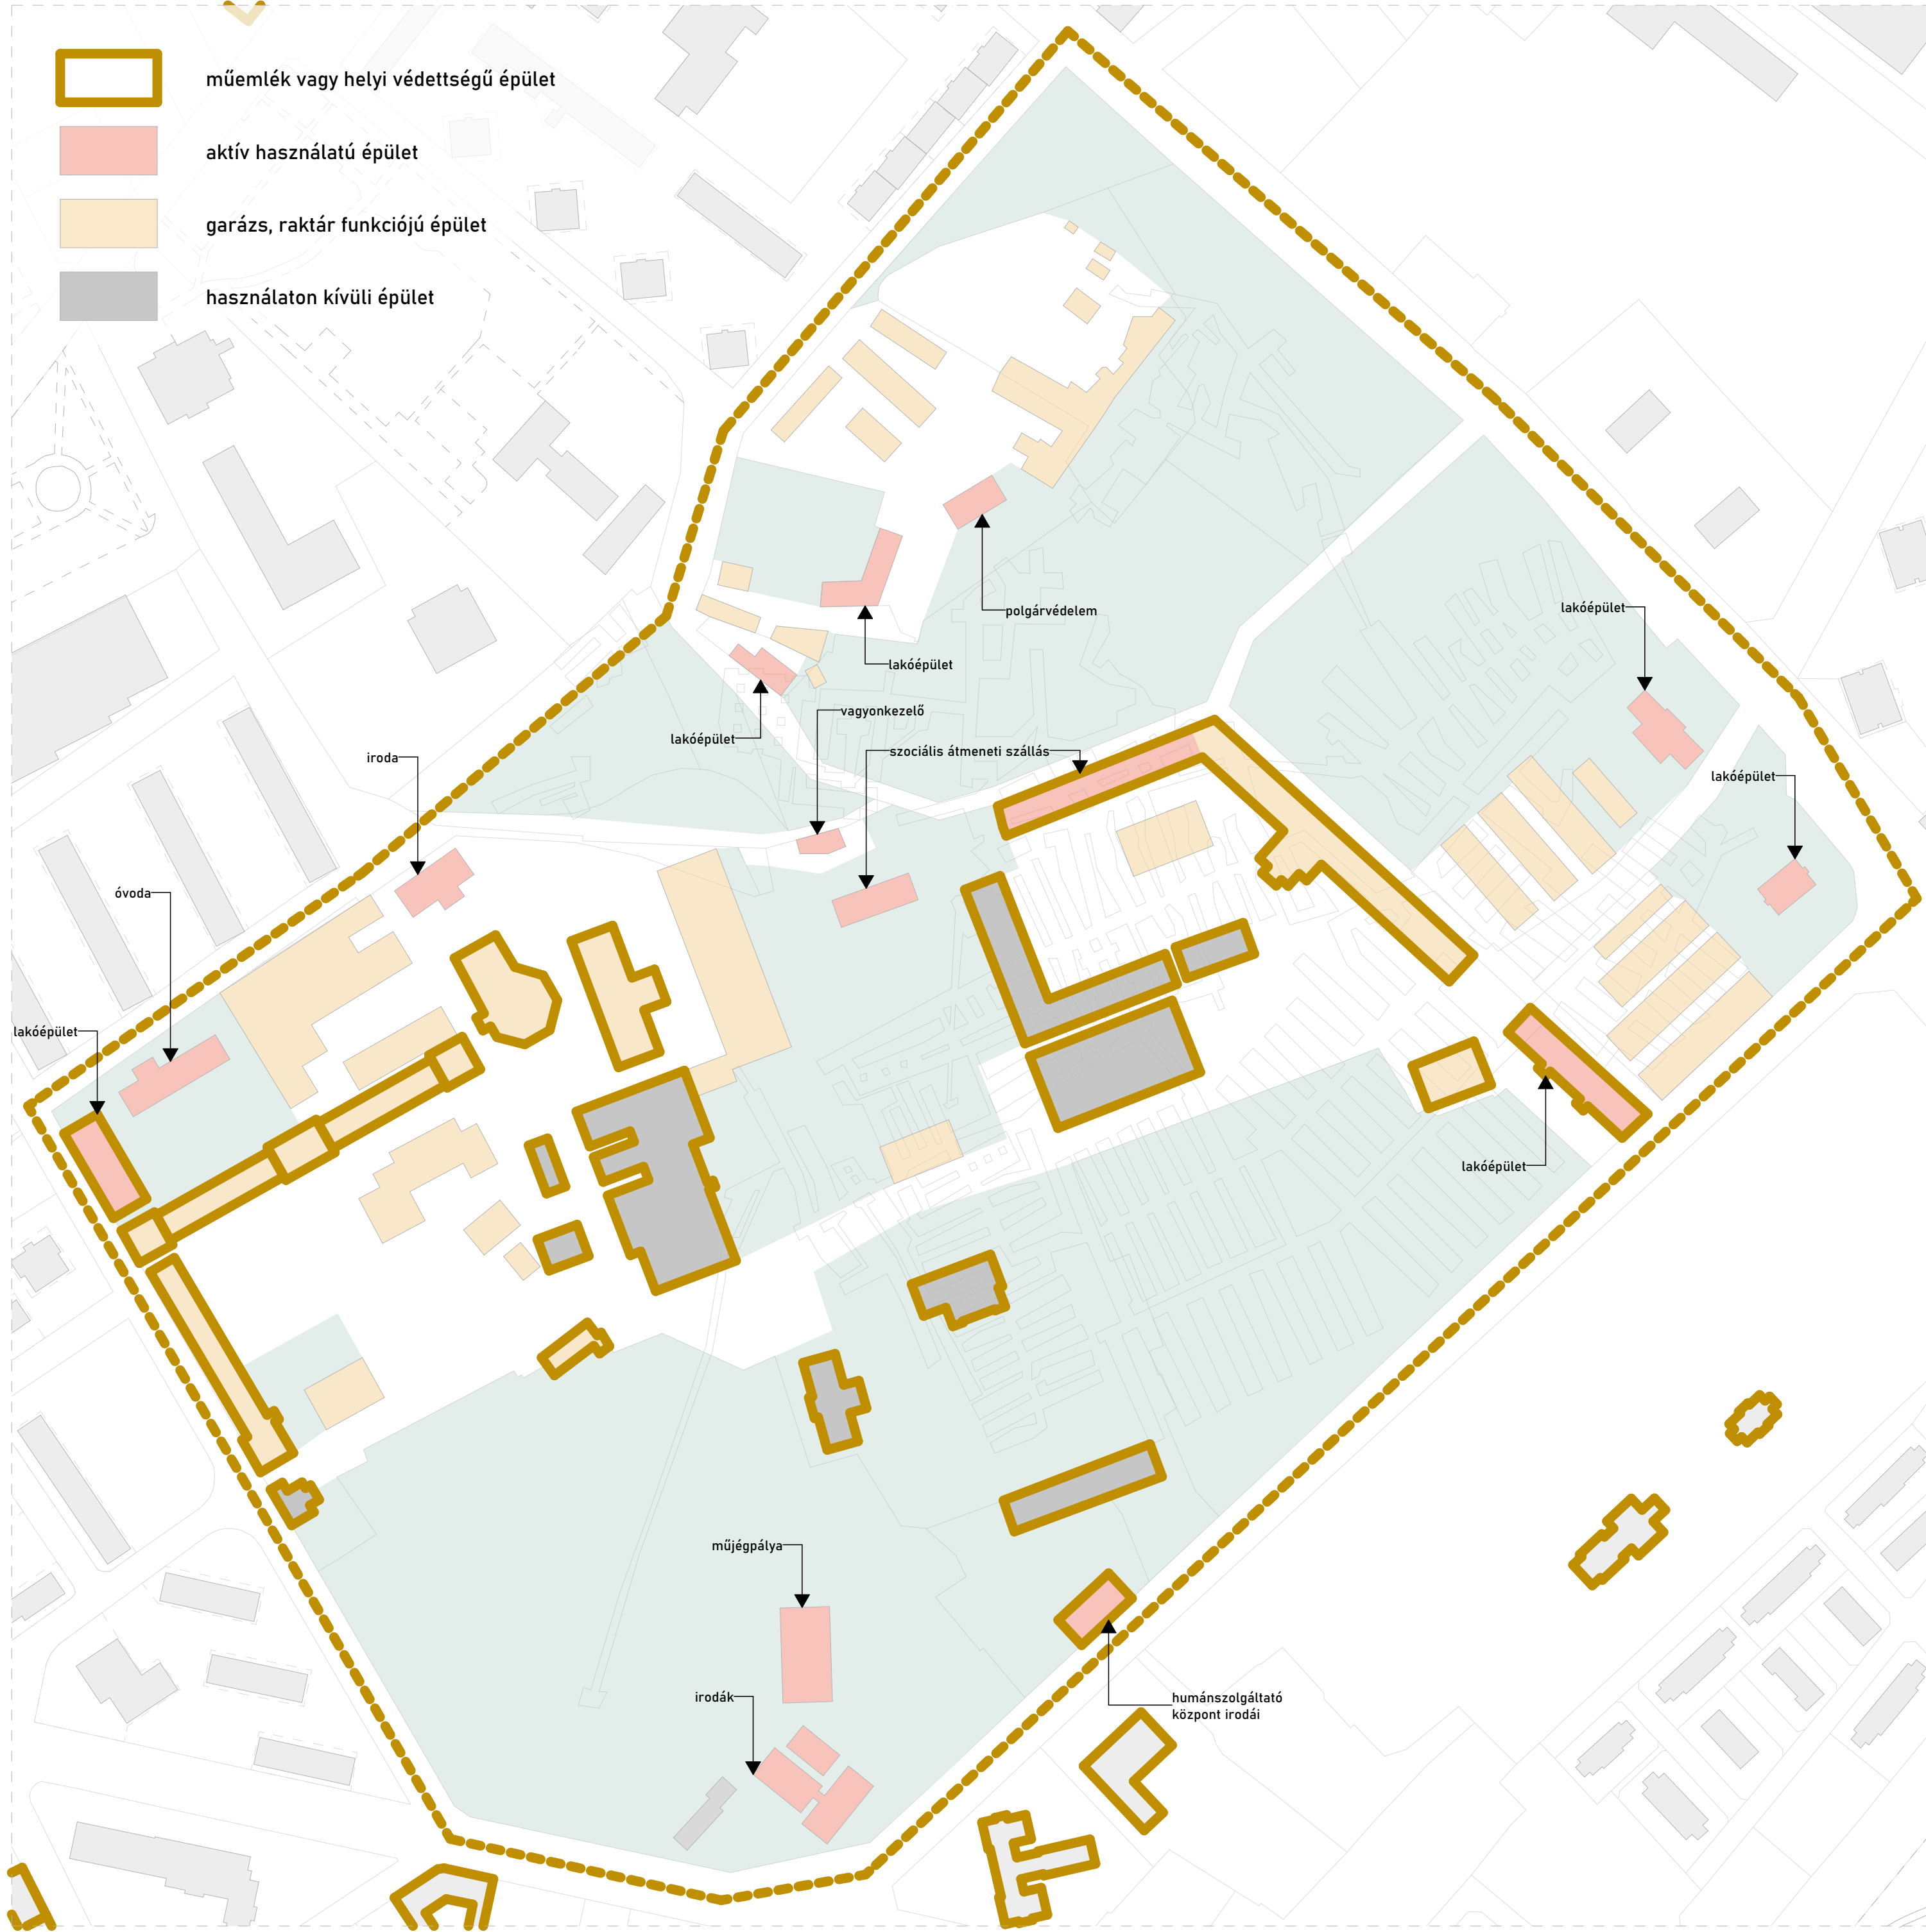 műemlék vagy helyi védettségű épület
aktív használatú épület
garázs, raktár funkciójú épület
használaton kívüli épület
polgárvédelem
lakóépület
lakóépület
vagyonkezelő
lakóépület
szociális átmeneti szállás
iroda
lakóépület
óvoda
lakóépület
lakóépület
műjégpálya
irodák
humánszolgáltató
központ irodái